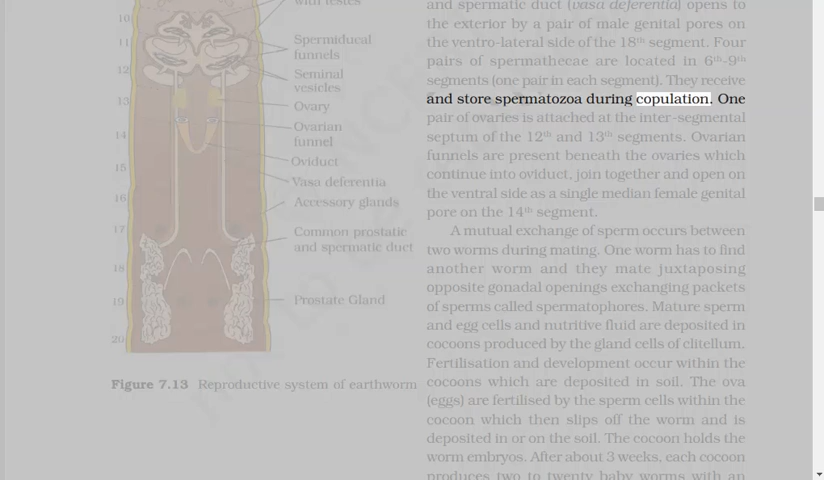 with testes
10
11
12
13
14
15
16
17
18
19
20
Spermiducal
funnels
Seminal
vesicles
Ovary
Ovarian
funnel
Oviduct
Vasa deferentia
Accessory glands
Common prostatic
and spermatic duct
Prostate Gland
Figure 7.13 Reproductive system of earthworm
and spermatic duct (vasa deferentia) opens to
the exterior by a pair of male genital pores on
the ventro-lateral side of the 18th segment. Four
pairs of spermathecae are located in 6th-9th
segments (one pair in each segment). They receive
and store spermatozoa during copulation. One
pair of ovaries is attached at the inter-segmental
septum of the 12th and 13th segments. Ovarian
funnels are present beneath the ovaries which
continue into oviduct, join together and open on
the ventral side as a single median female genital
pore on the 14th segment.
A mutual exchange of sperm occurs between
two worms during mating. One worm has to find
another worm and they mate juxtaposing
opposite gonadal openings exchanging packets
of sperms called spermatophores. Mature sperm
and egg cells and nutritive fluid are deposited in
cocoons produced by the gland cells of clitellum.
Fertilisation and development occur within the
cocoons which are deposited in soil. The ova
(eggs) are fertilised by the sperm cells within the
cocoon which then slips off the worm and is
deposited in or on the soil. The cocoon holds the
worm embryos. After about 3 weeks, each cocoon
produces two to twenty baby worms with an